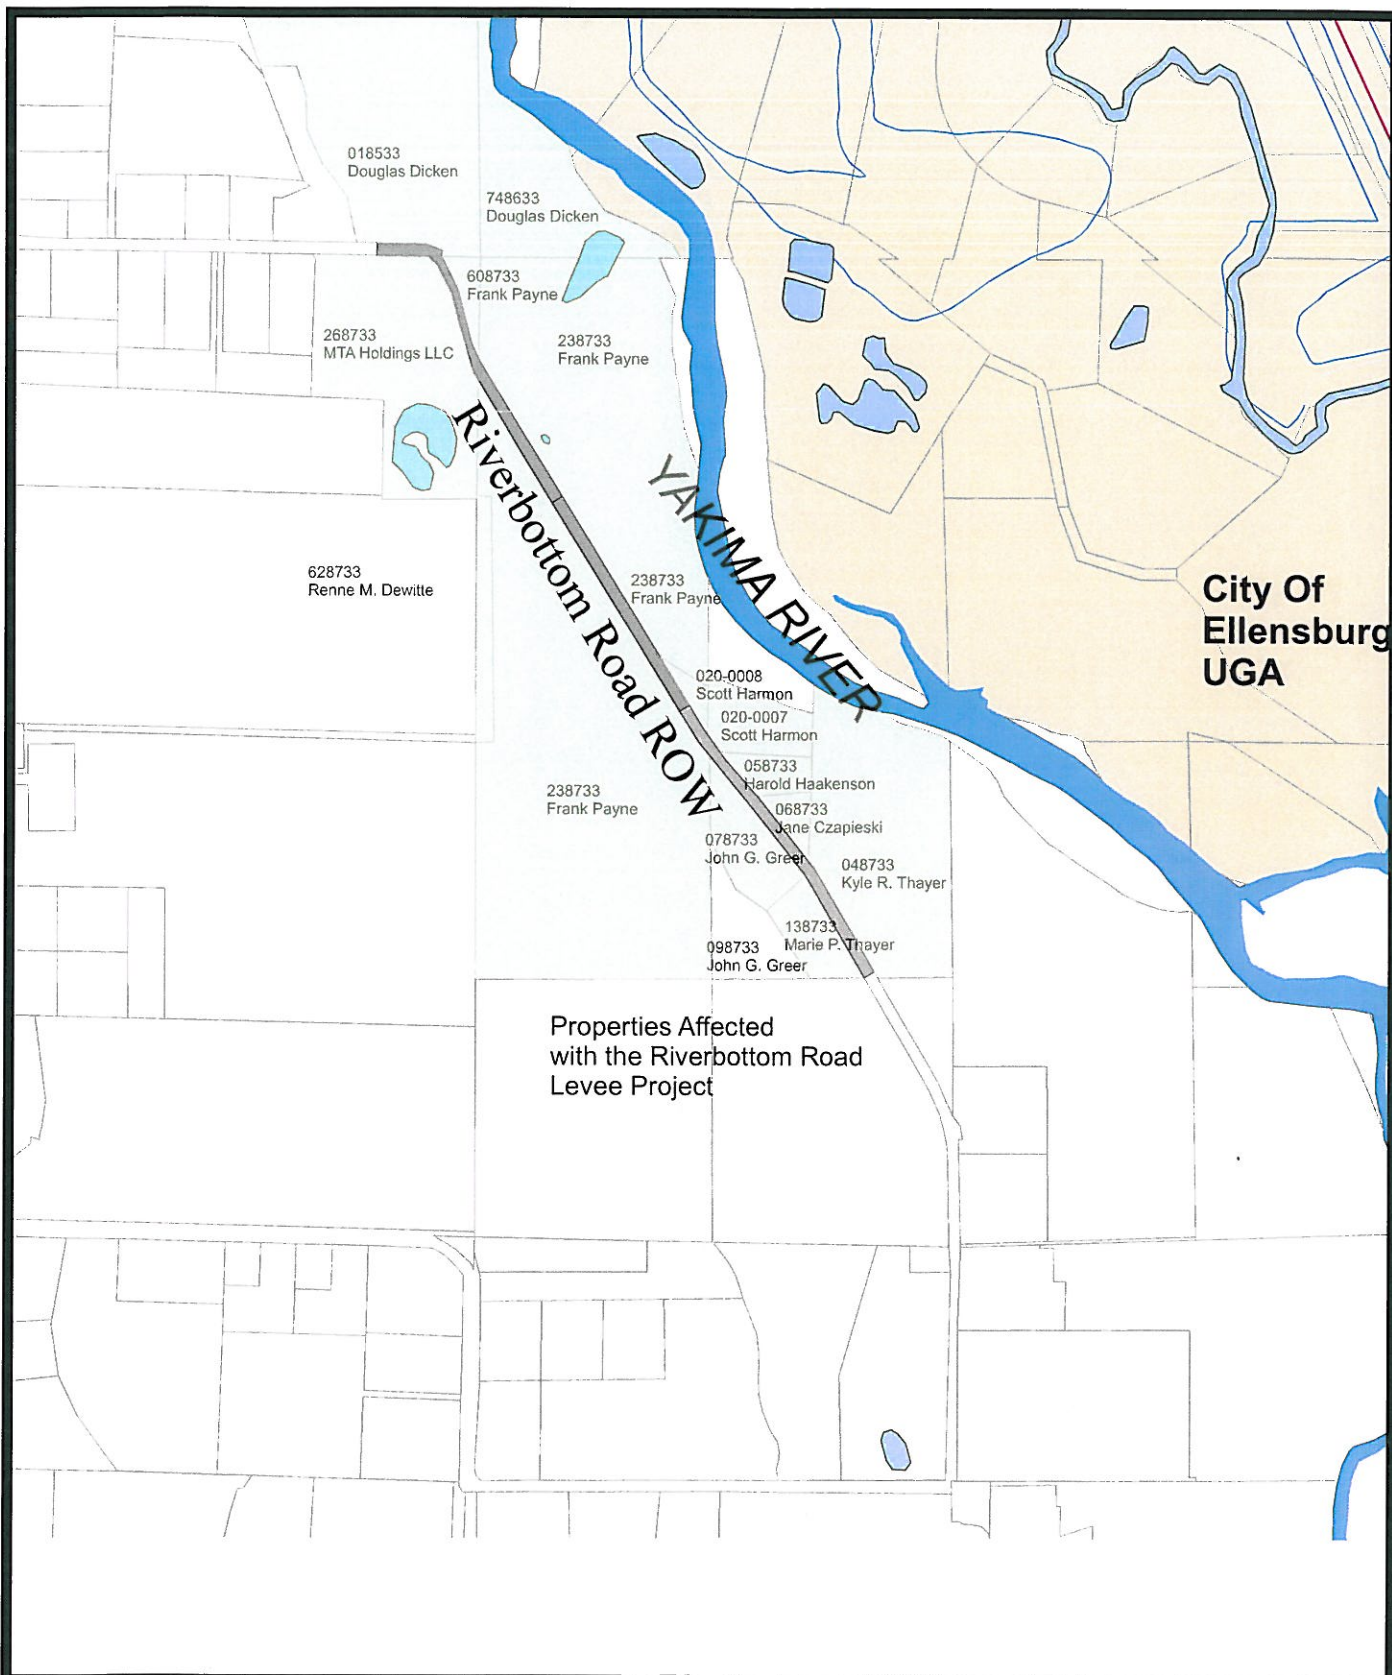 018533
Douglas Dicken
748633
Douglas Dicken
608733
Frank Payne
268733
MTA Holdings LLC
238733
Frank Payne
Riverbottom Road ROW
YAKIMA RIVER
628733
Renne M. Dewitte
238733
Frank Payne
City Of
Ellensburg
UGA
020-0008
Scott Harmon
020-0007
Scott Harmon
058733
Harold Haakenson
238733
Frank Payne
068733
Jane Czapieski
078733
John G. Greer
048733
Kyle R. Thayer
138733
Marie P. Thayer
098733
John G. Greer
Properties Affected
with the Riverbottom Road
Levee Project